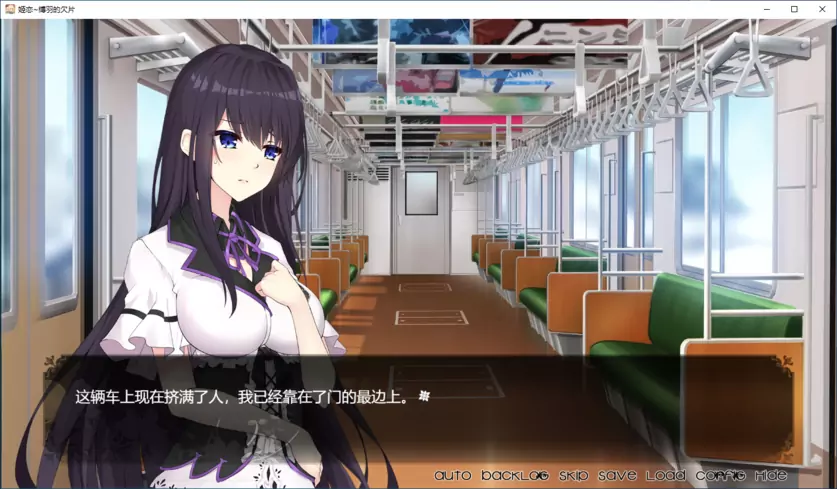 姬恋~缚羽的欠片
这辆车上现在挤满了人，我已经靠在了门的最边上。
auto backlog skip save load config hide